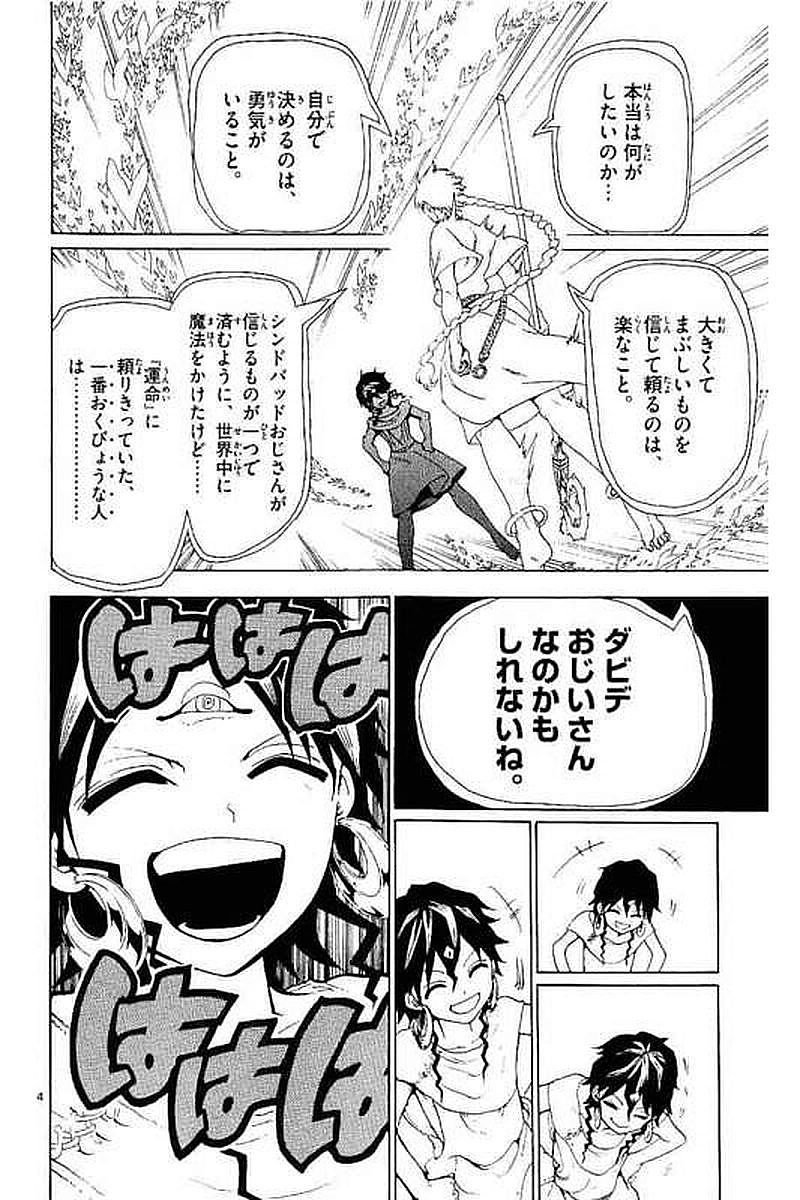 本当は何が
したいのか…
自分で
決めるのは、
勇気が
いること。
大きくて
まぶしいものを
信じて頼るのは、
楽なこと。
シンドバッドおじさんが
信じるものが一つで
済むように、世界中に
魔法をかけたけど………
『運命』に
頼りきっていた、
一番おくびょうな人
は………
ダビデ
おじいさん
なのかも
しれないね。
ははは
はははは
4